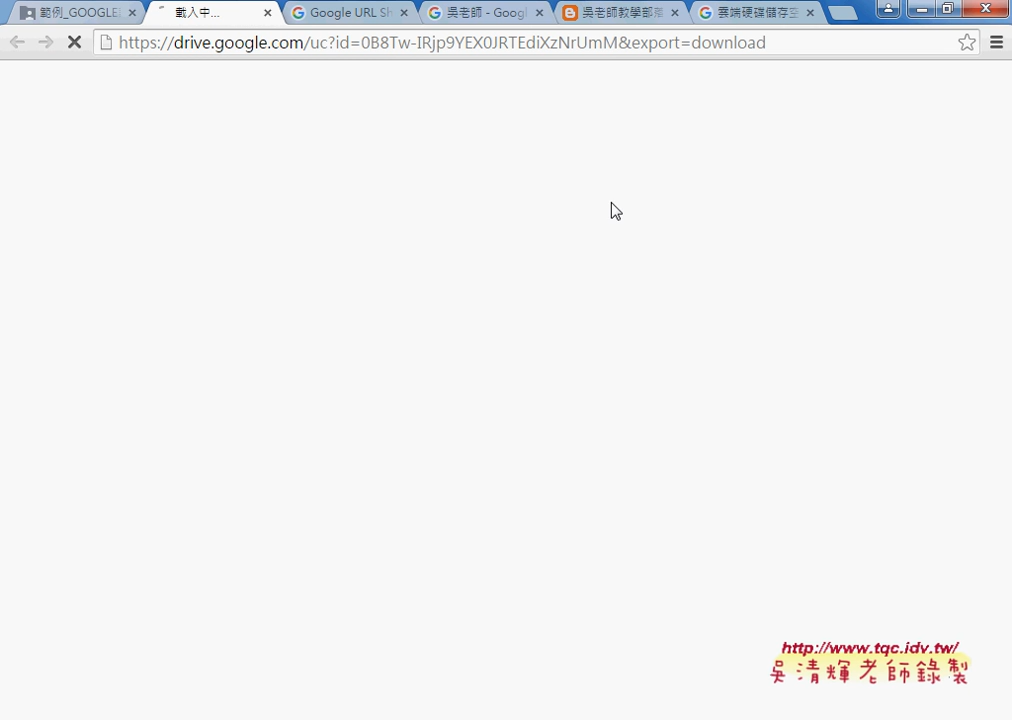 範例_GOOGLE
載入中...
Google URL Sh
吳老師 - Googl
吳老師教學部落
雲端硬碟儲存空
https://drive.google.com/uc?id=0B8Tw-IRjp9YEX0JRTEdiXzNrUmM&export=download
http://www.tqc.idv.tw/
吳清輝老師錄製